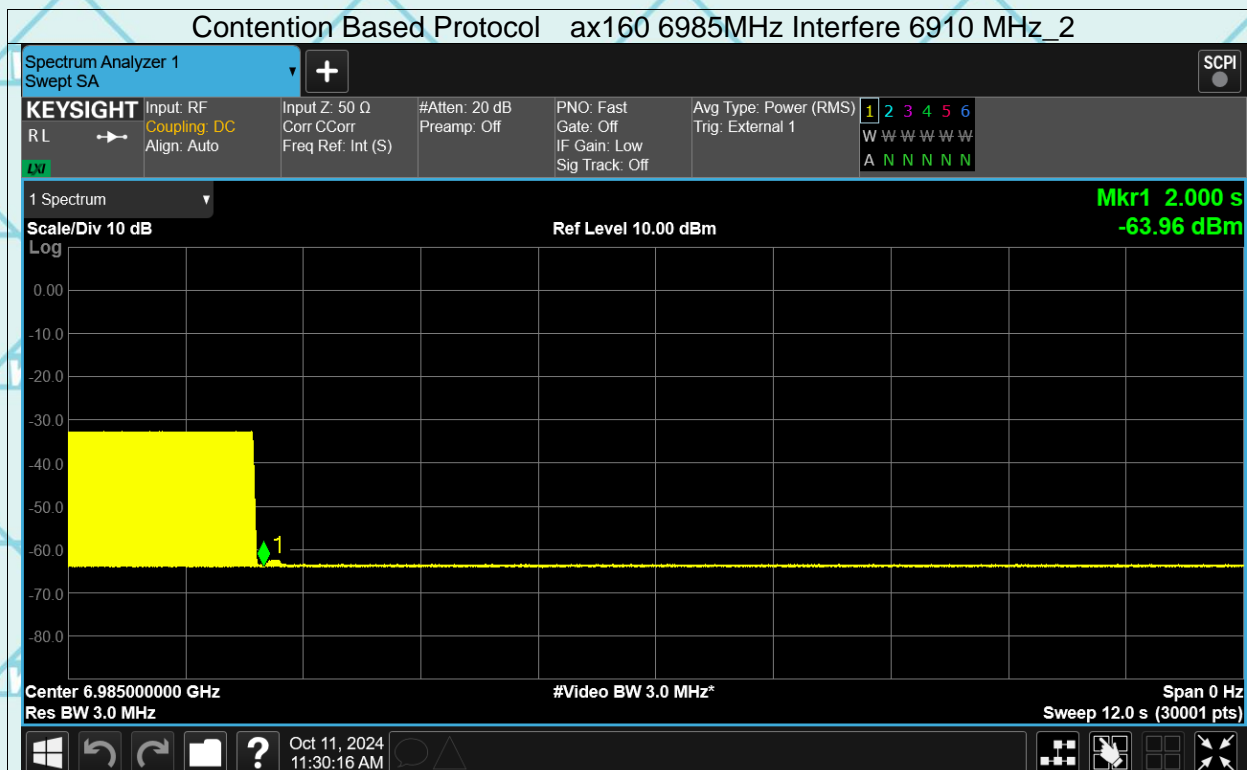 Contention Based Protocol ax160 6985MHz Interfere 6910 MHz_2
Spectrum Analyzer 1
Swept SA
+
SCPI
KEYSIGHT
RL
LXI
Input: RF
Coupling: DC
Align: Auto
Input Z: 50 Ω
Corr CCorr
Freq Ref: Int (S)
#Atten: 20 dB
Preamp: Off
PNO: Fast
Gate: Off
IF Gain: Low
Sig Track: Off
Avg Type: Power (RMS)
Trig: External 1
1 2 3 4 5 6
W W W W W W
A N N N N N
1 Spectrum
Mkr1 2.000 s
-63.96 dBm
Scale/Div 10 dB
Ref Level 10.00 dBm
Log
0.00
-10.0
-20.0
-30.0
-40.0
-50.0
-60.0
-70.0
-80.0
1
Center 6.985000000 GHz
#Video BW 3.0 MHz*
Span 0 Hz
Res BW 3.0 MHz
Sweep 12.0 s (30001 pts)
?
Oct 11, 2024
11:30:16 AM